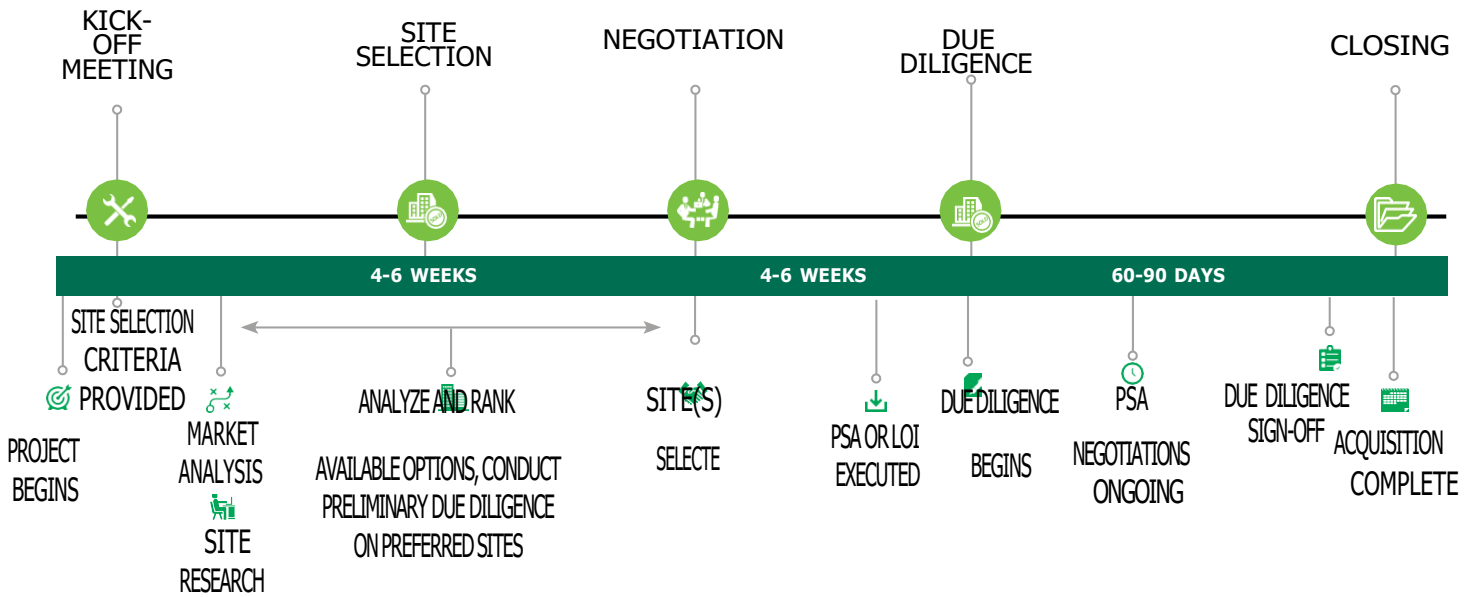 KICK-
OFF
MEETING
SITE
SELECTION
NEGOTIATION
DUE
DILIGENCE
CLOSING
4-6 WEEKS
4-6 WEEKS
60-90 DAYS
PROJECT
BEGINS
SITE SELECTION
CRITERIA
PROVIDED
MARKET
ANALYSIS
SITE
RESEARCH
ANALYZE AND RANK
AVAILABLE OPTIONS, CONDUCT
PRELIMINARY DUE DILIGENCE
ON PREFERRED SITES
SITE(S)
SELECTE
PSA OR LOI
EXECUTED
DUE DILIGENCE
BEGINS
PSA
NEGOTIATIONS
ONGOING
DUE DILIGENCE
SIGN-OFF
ACQUISITION
COMPLETE